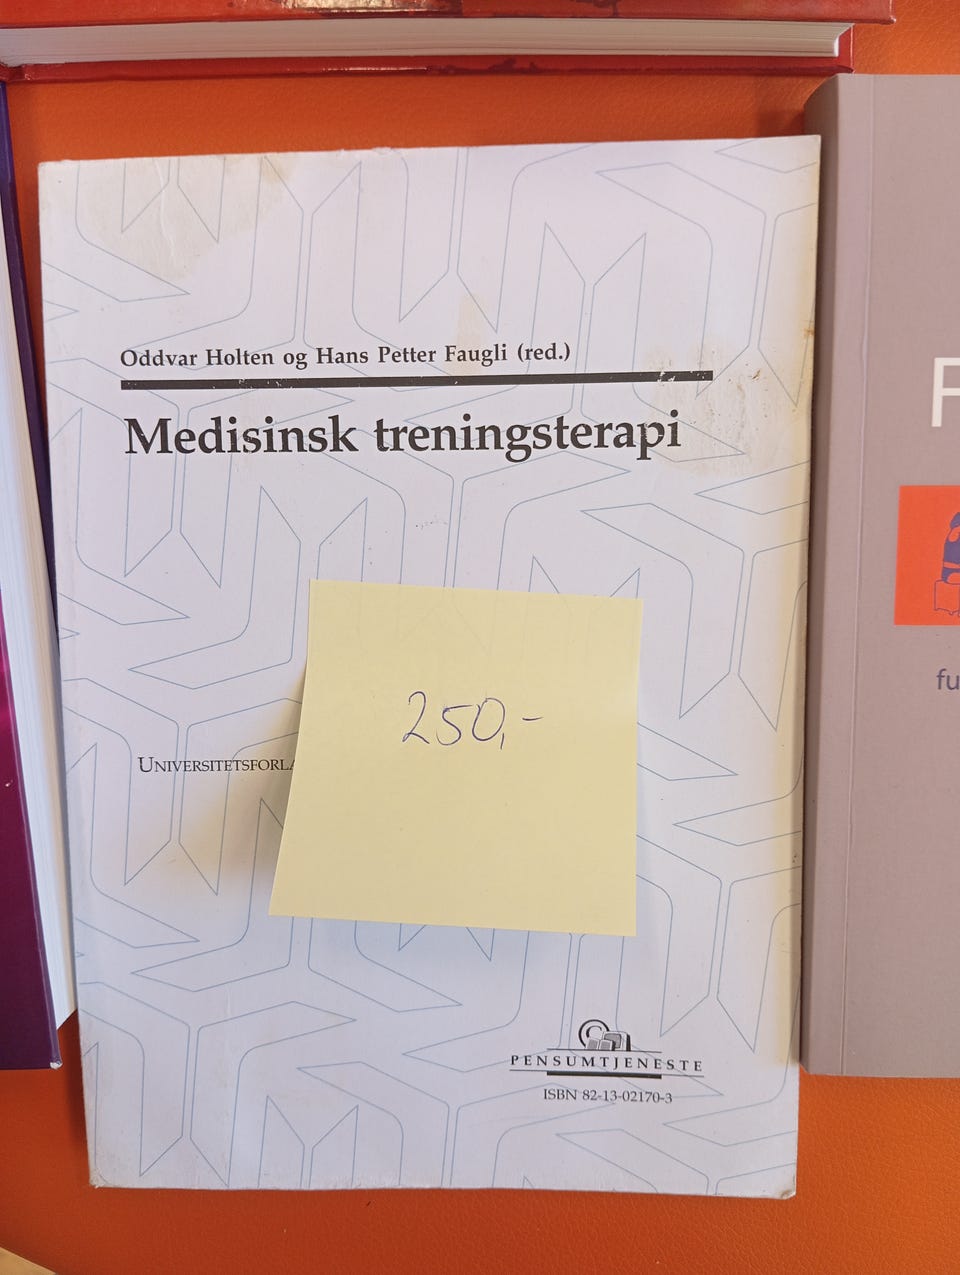 Oddvar Holten og Hans Petter Faugli (red.)
Medisinsk treningsterapi
250,-
PENSUMTJENESTE
ISBN 82-13-02170-3